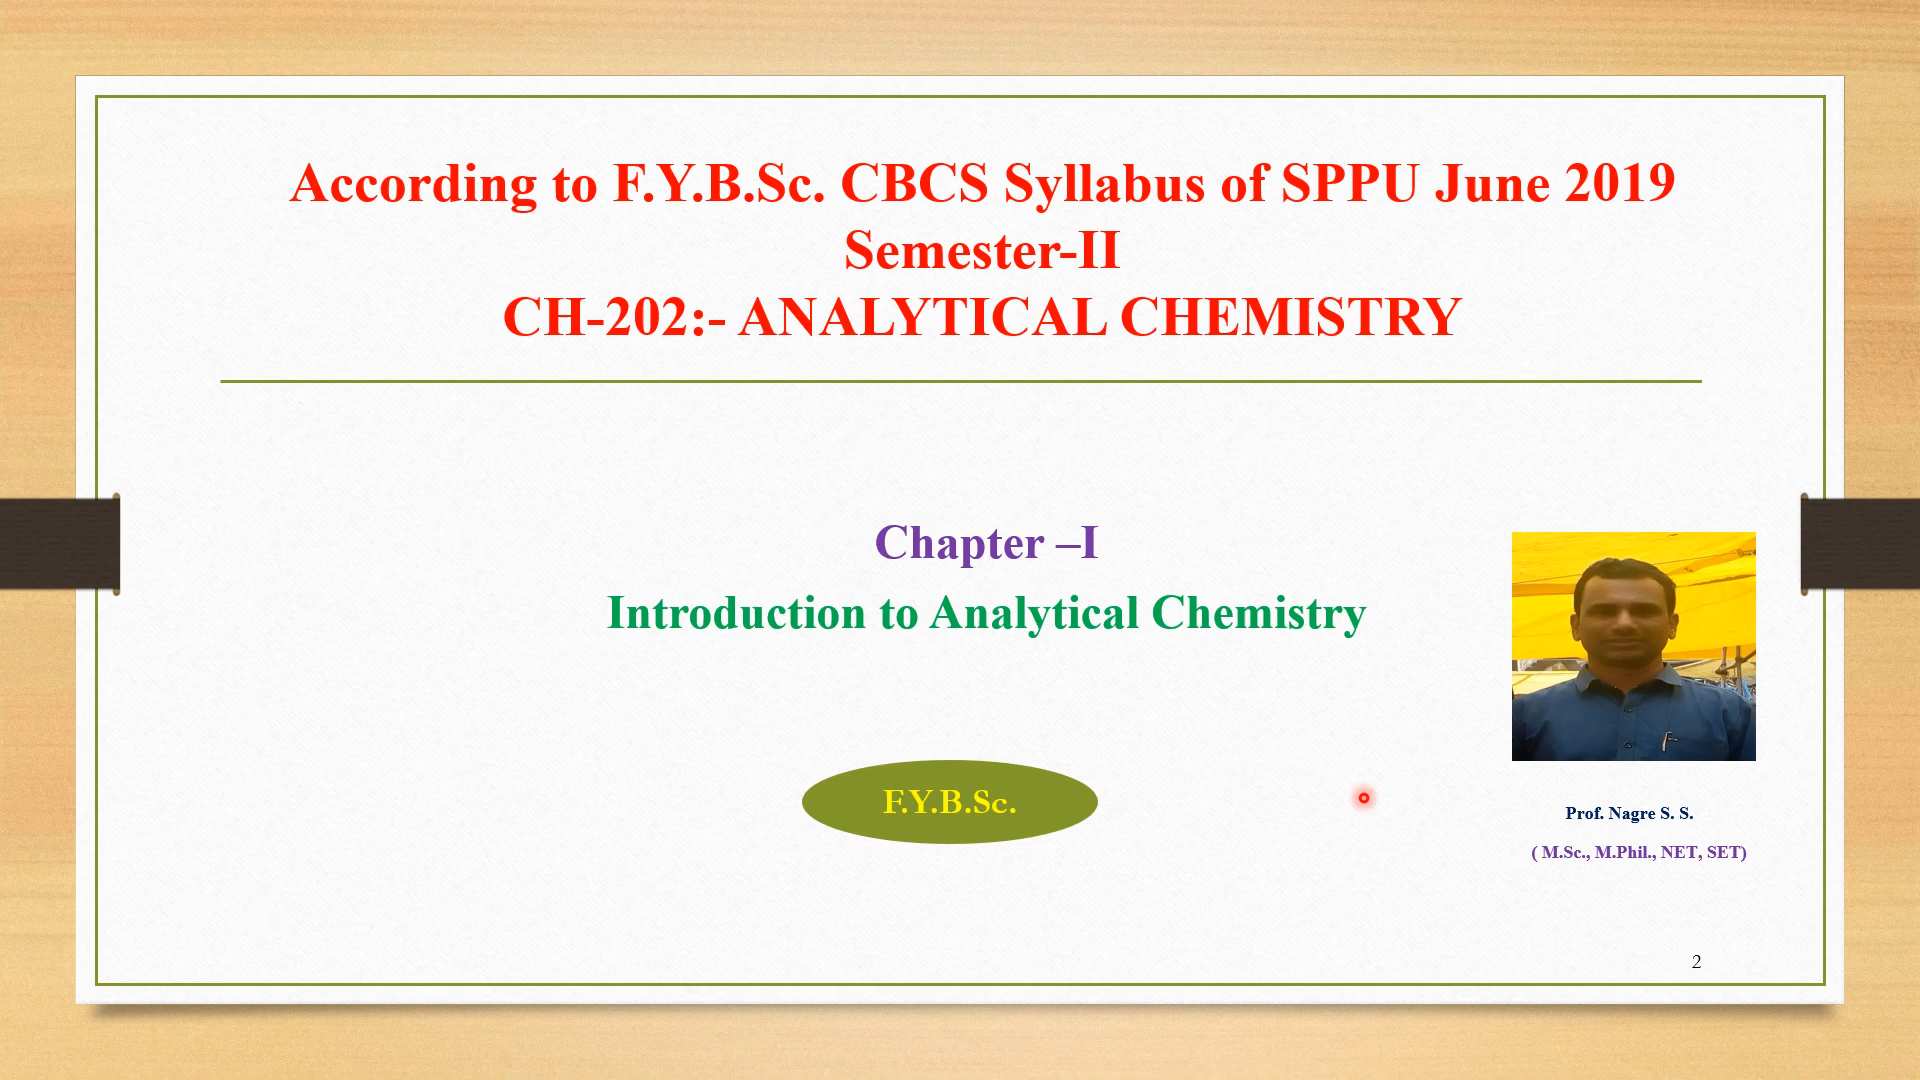 According to F.Y.B.Sc. CBCS Syllabus of SPPU June 2019
Semester-II
CH-202:- ANALYTICAL CHEMISTRY
Chapter –I
Introduction to Analytical Chemistry
F.Y.B.Sc.
Prof. Nagre S. S.
( M.Sc., M.Phil., NET, SET)
2